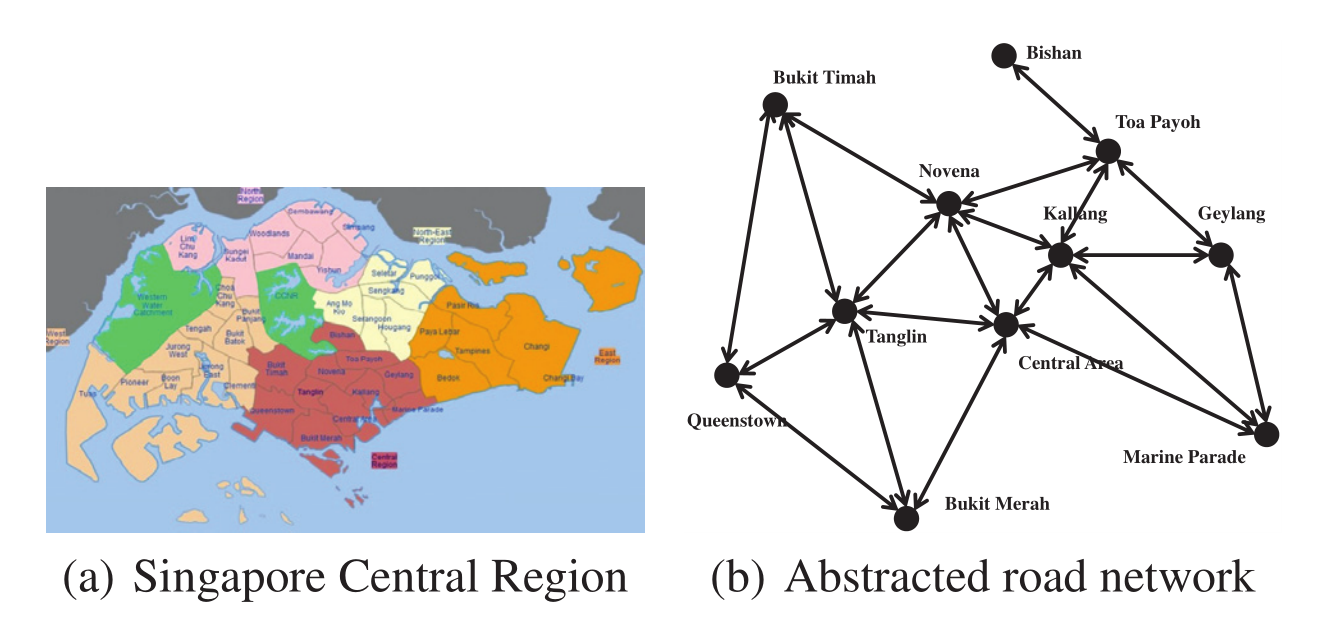 North
Region
Sembawang
Simpang
Woodlands
Lim
Chu
Kang
Sungei
Kadut
Mandai
Yishun
North-East
Region
Seletar
Punggol
Sengkang
Western
Water
Catchment
Choa
Chu
Kang
CCNR
Ang Mo
Kio
Serangoon
Hougang
Pasir Ris
Bukit
Panjang
Tengah
Bukit
Batok
Bishan
Paya Lebar
Changi
West
Region
Jurong
West
Jurong
East
Toa Payoh
Tampines
East
Region
Bukit
Timah
Novena
Geylang
Bedok
Changi Bay
Pioneer
Boon
Lay
Clementi
Tuas
Tanglin
Kallang
Queenstown
Marine Parade
Central Area
Bukit Merah
Central
Region
(a) Singapore Central Region
Bishan
Bukit Timah
Toa Payoh
Novena
Kallang
Geylang
Tanglin
Central Area
Queenstown
Marine Parade
Bukit Merah
(b) Abstracted road network